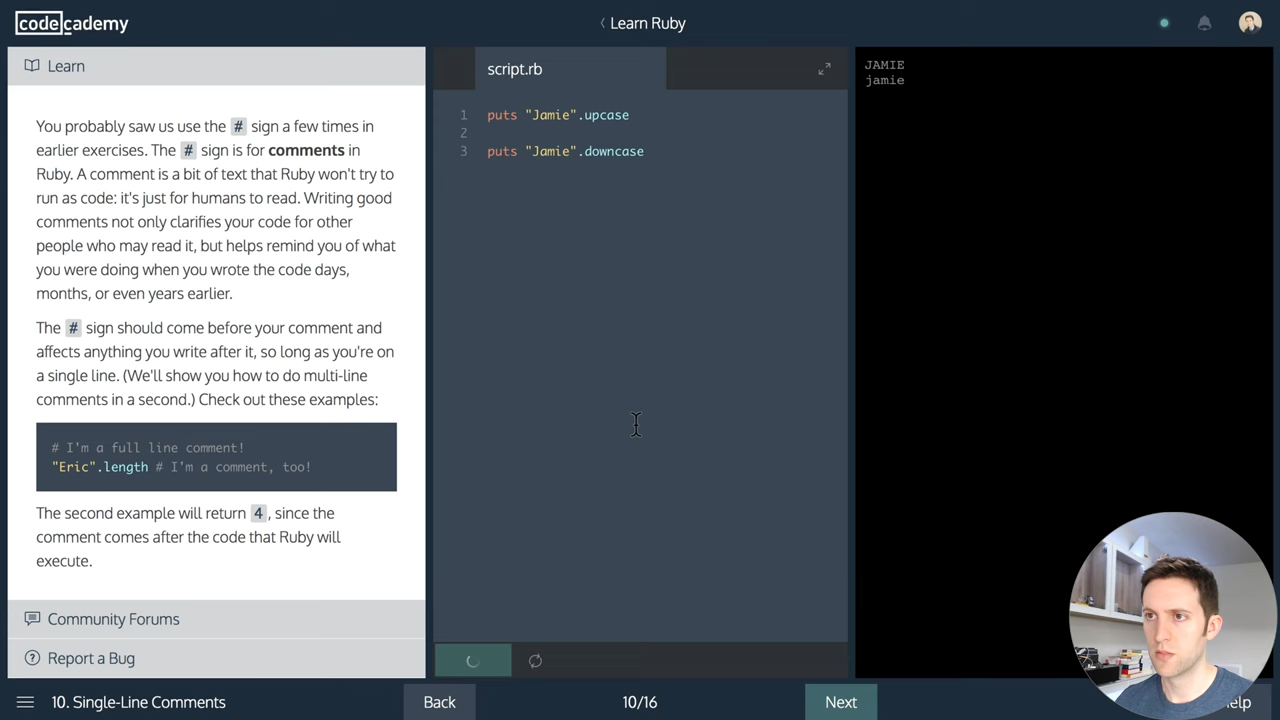 codecademy
Learn Ruby
Learn
script.rb
You probably saw us use the # sign a few times in
earlier exercises. The # sign is for comments in
Ruby. A comment is a bit of text that Ruby won't try to
run as code: it's just for humans to read. Writing good
comments not only clarifies your code for other
people who may read it, but helps remind you of what
you were doing when you wrote the code days,
months, or even years earlier.
The # sign should come before your comment and
affects anything you write after it, so long as you're on
a single line. (We'll show you how to do multi-line
comments in a second.) Check out these examples:
# I'm a full line comment!
"Eric".length # I'm a comment, too!
The second example will return 4, since the
comment comes after the code that Ruby will
execute.
Community Forums
Report a Bug
1 puts "Jamie".upcase
2
3 puts "Jamie".downcase
JAMIE
jamie
10. Single-Line Comments
Back
10/16
Next